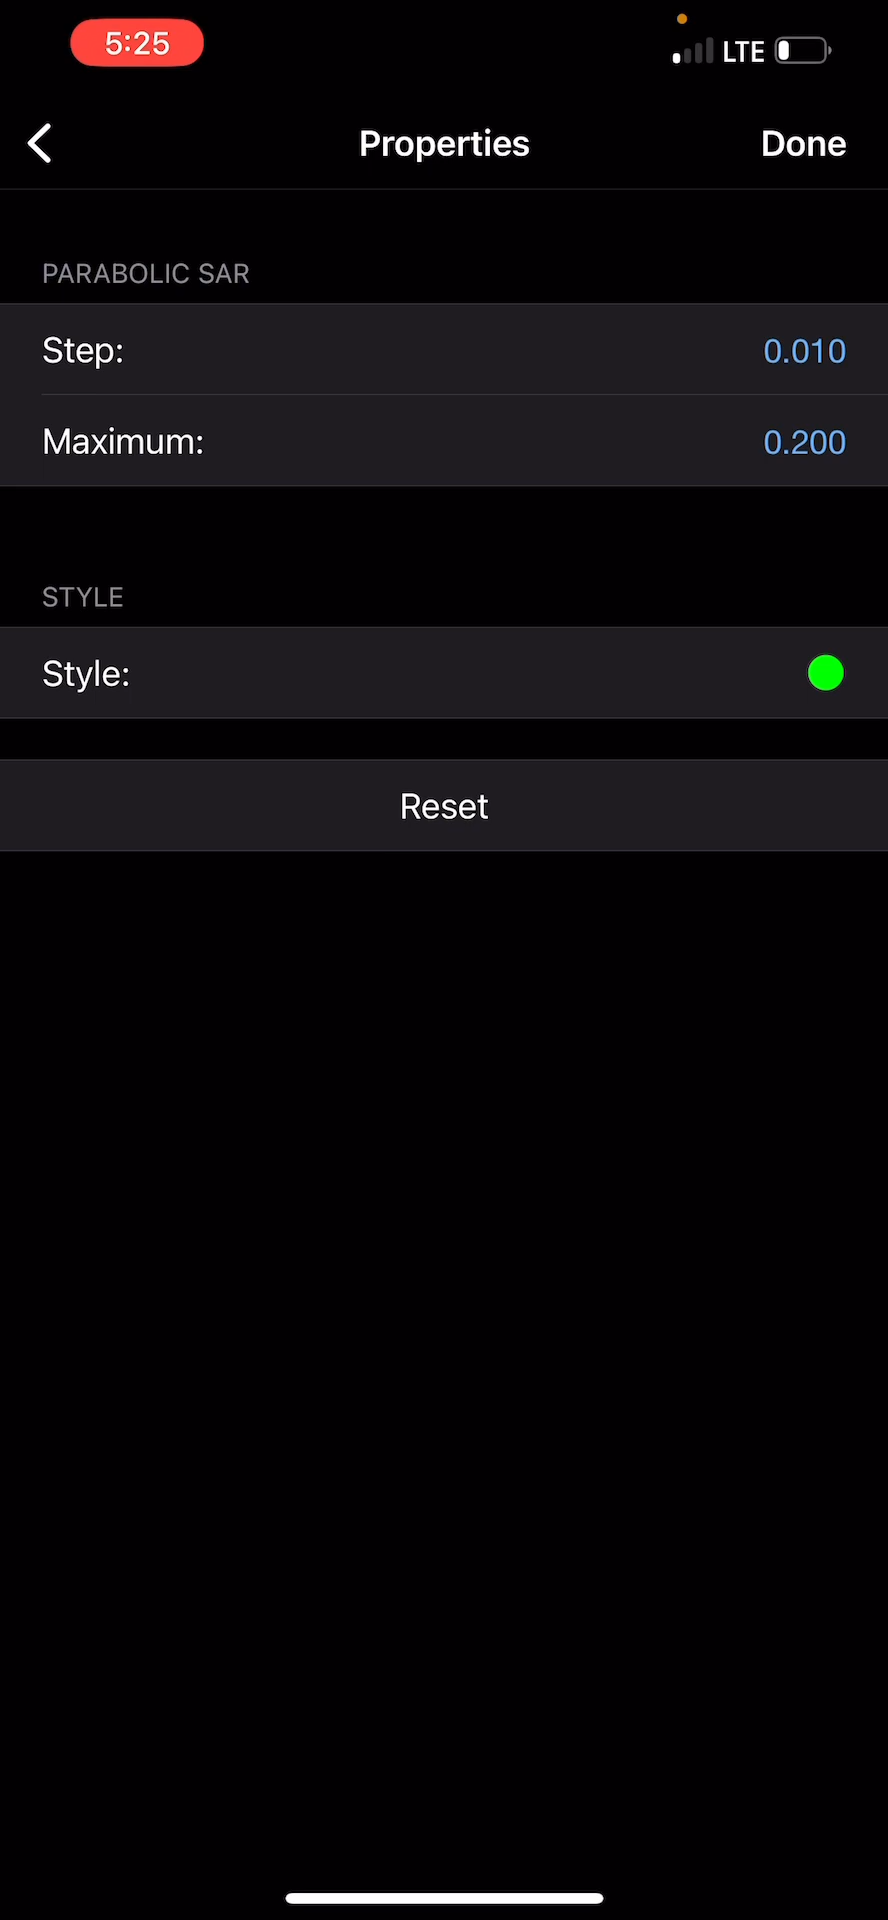 5:25
LTE
Properties
Done
PARABOLIC SAR
Step:
0.010
Maximum:
0.200
STYLE
Style:
Reset